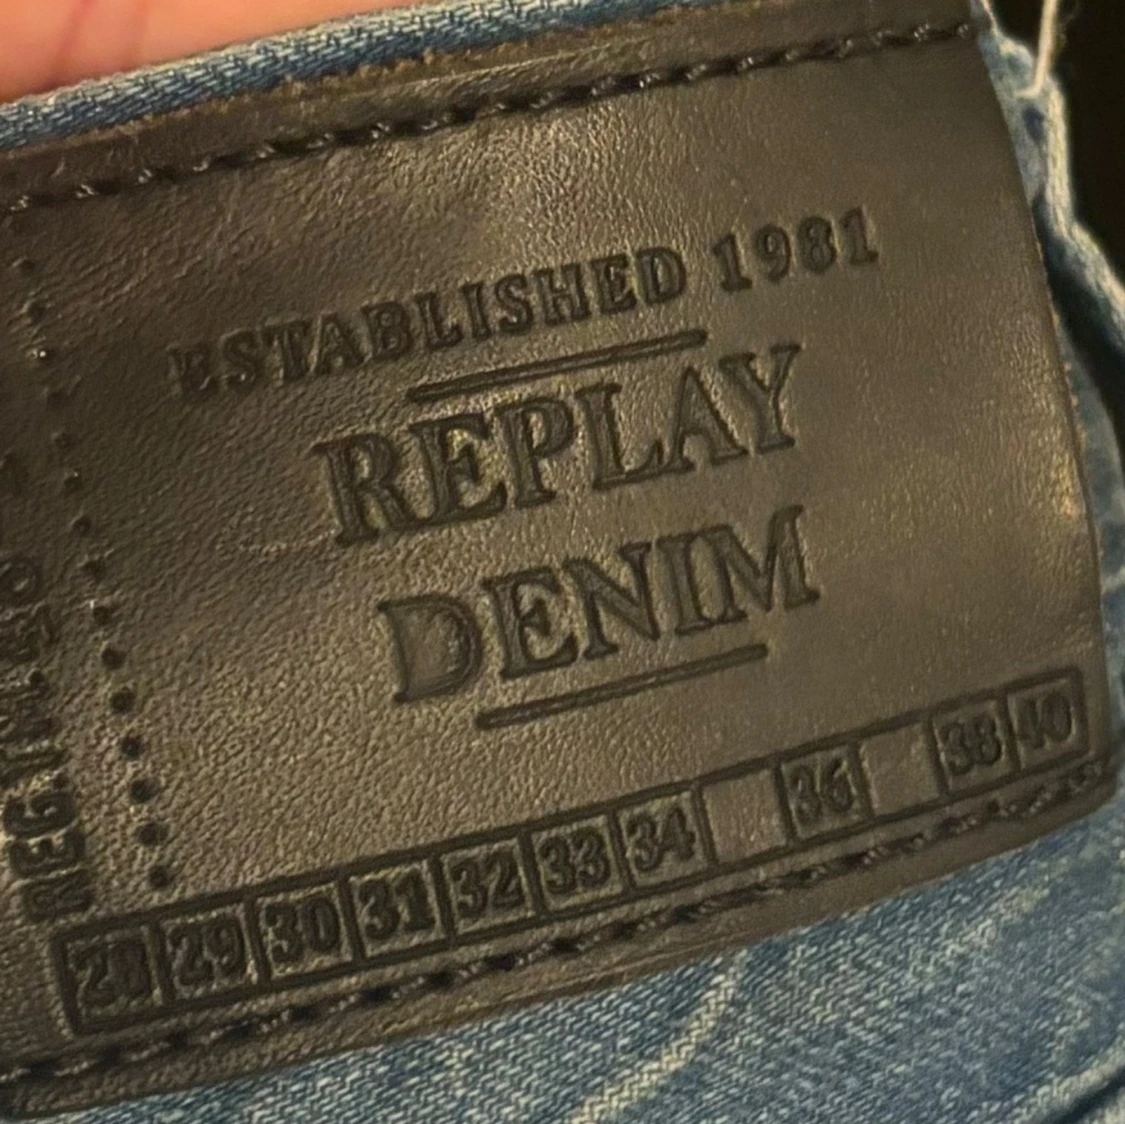 ESTABLISHED 1981
REPLAY
DENIM
28 29 30 31 32 33 34 36 38 40